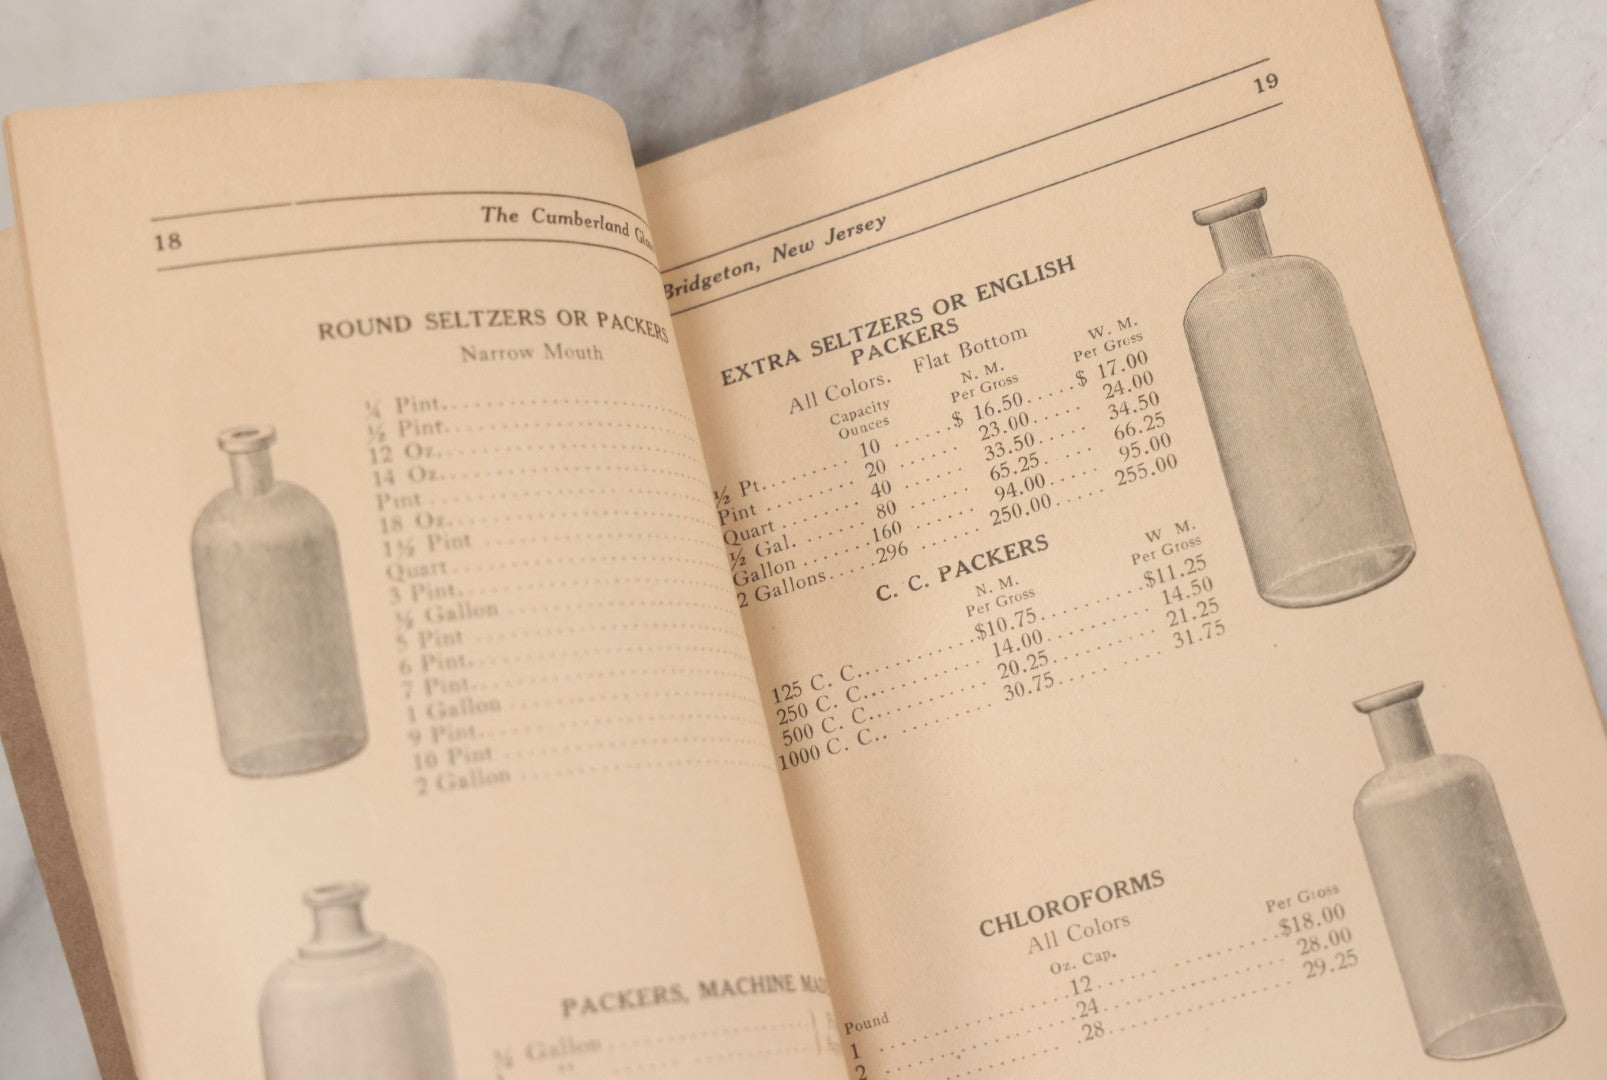 18
The Cumberland Glass
ROUND SELTZERS OR PACKERS
Narrow Mouth
¼ Pint
½ Pint
12 Oz.
14 Oz.
Pint
18 Oz.
1½ Pint
Quart
3 Pint
½ Gallon
5 Pint
6 Pint
7 Pint
1 Gallon
9 Pint
10 Pint
2 Gallon
PACKERS, MACHINE MAD
½ Gallon
19
Bridgeton, New Jersey
EXTRA SELTZERS OR ENGLISH
PACKERS
All Colors. Flat Bottom
Capacity Ounces N. M. Per Gross W. M. Per Gross
½ Pt. 10 $ 16.50 $ 17.00
Pint 20 23.00 24.00
Quart 40 33.50 34.50
½ Gal. 80 65.25 66.25
Gallon 160 94.00 95.00
2 Gallons 296 250.00 255.00
C. C. PACKERS
N. M. Per Gross W. M. Per Gross
125 C. C. $10.75 $11.25
250 C. C. 14.00 14.50
500 C. C. 20.25 21.25
1000 C. C. 30.75 31.75
CHLOROFORMS
All Colors
Pound Oz. Cap. Per Gross
1 12 $18.00
2 24 28.00
28 29.25